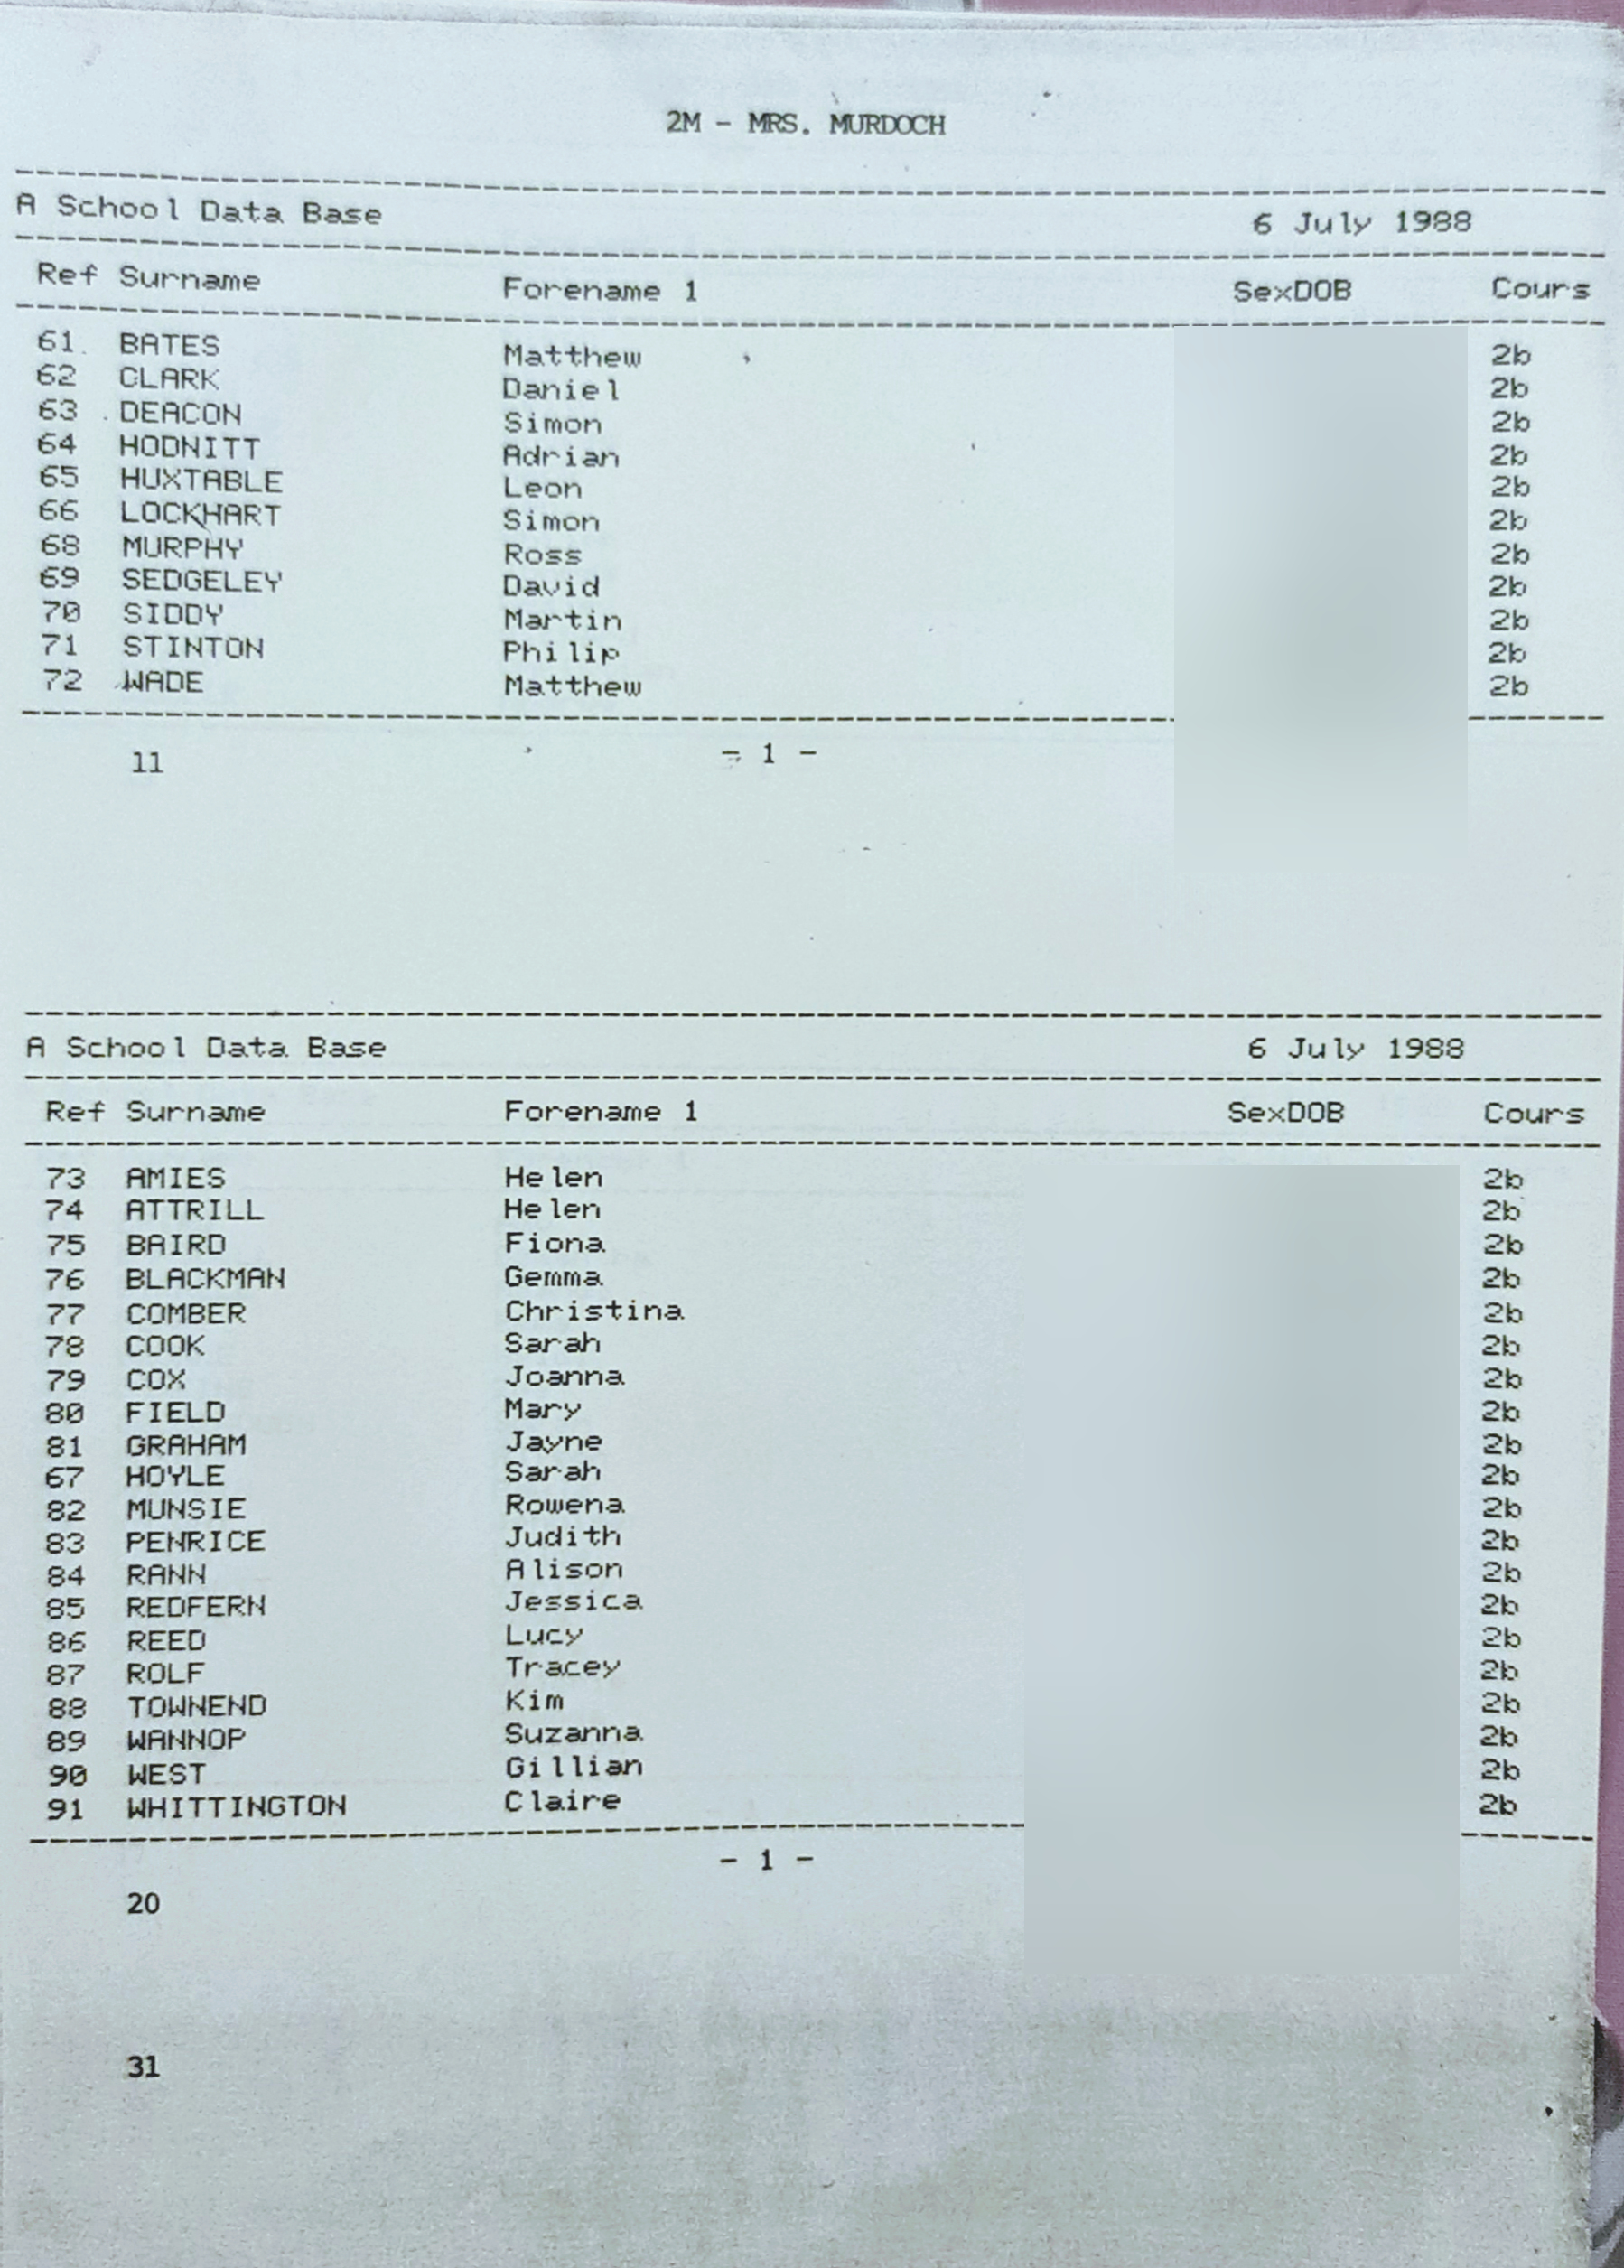 2M - MRS. MURDOCH
A School Data Base 6 July 1988
Ref Surname Forename 1 SexDOB Cours
61 BATES Matthew 2b
62 CLARK Daniel 2b
63 DEACON Simon 2b
64 HODNITT Adrian 2b
65 HUXTABLE Leon 2b
66 LOCKHART Simon 2b
68 MURPHY Ross 2b
69 SEDGELEY David 2b
70 SIDDY Martin 2b
71 STINTON Philip 2b
72 WADE Matthew 2b
11 - 1 -
A School Data Base 6 July 1988
Ref Surname Forename 1 SexDOB Cours
73 AMIES Helen 2b
74 ATTRILL Helen 2b
75 BAIRD Fiona 2b
76 BLACKMAN Gemma 2b
77 COMBER Christina 2b
78 COOK Sarah 2b
79 COX Joanna 2b
80 FIELD Mary 2b
81 GRAHAM Jayne 2b
67 HOYLE Sarah 2b
82 MUNSIE Rowena 2b
83 PENRICE Judith 2b
84 RANN Alison 2b
85 REDFERN Jessica 2b
86 REED Lucy 2b
87 ROLF Tracey 2b
88 TOWNEND Kim 2b
89 WANNOP Suzanna 2b
90 WEST Gillian 2b
91 WHITTINGTON Claire 2b
- 1 -
20
31